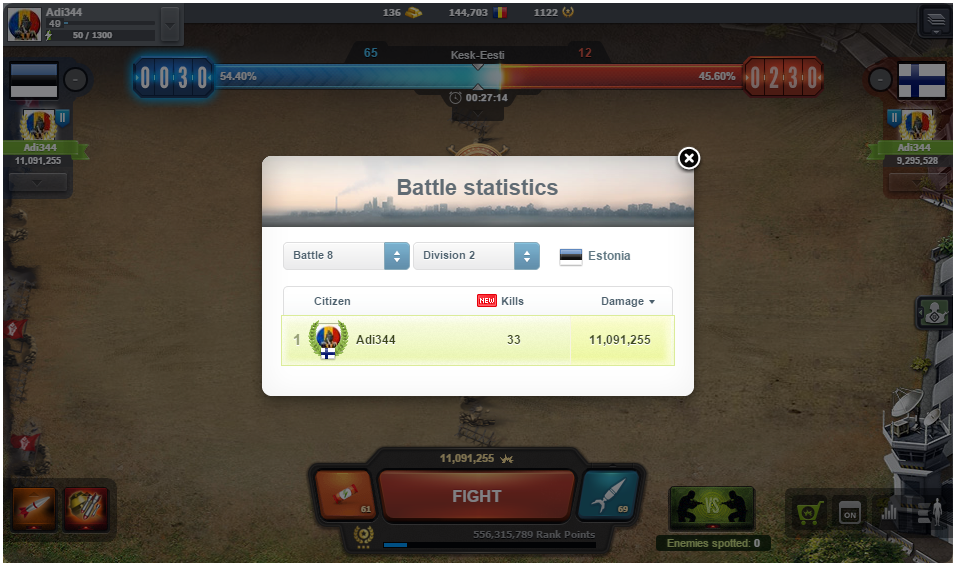 Adi344
136
144,703
1122
49
50 / 1300
65
Kesk-Eesti
12
0030
54.40%
45.60%
0230
00:27:14
II
Adi344
11,091,255
II
Adi344
9,295,528
Battle statistics
Battle 8
Division 2
Estonia
Citizen
NEW Kills
Damage
1
Adi344
33
11,091,255
11,091,255
61
FIGHT
69
VS
ON
556,315,789 Rank Points
Enemies spotted: 0